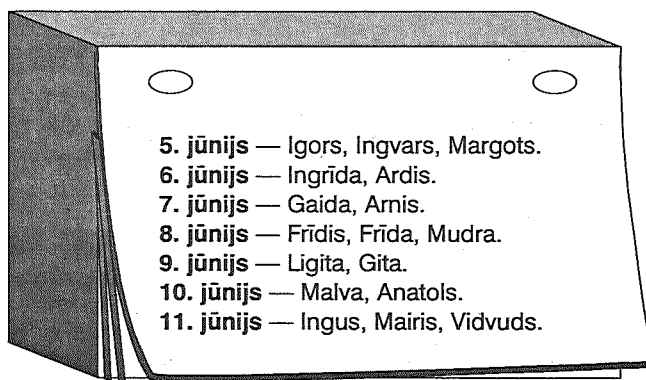 5. jūnijs — Igors, Ingvars, Margots.
6. jūnijs — Ingrīda, Ardis.
7. jūnijs — Gaida, Arnis.
8. jūnijs — Frīdis, Frīda, Mudra.
9. jūnijs — Ligita, Gita.
10. jūnijs — Malva, Anatols.
11. jūnijs — Ingus, Mairis, Vidvuds.